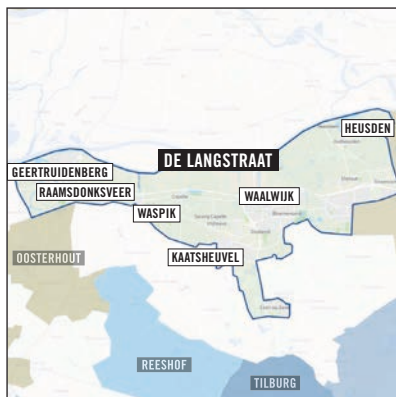 HEUSDEN
DE LANGSTRAAT
GEERTRUIDENBERG
RAAMSDONKSVEER
WAALWIJK
WASPIK
KAATSHEUVEL
OOSTERHOUT
REESHOF
TILBURG